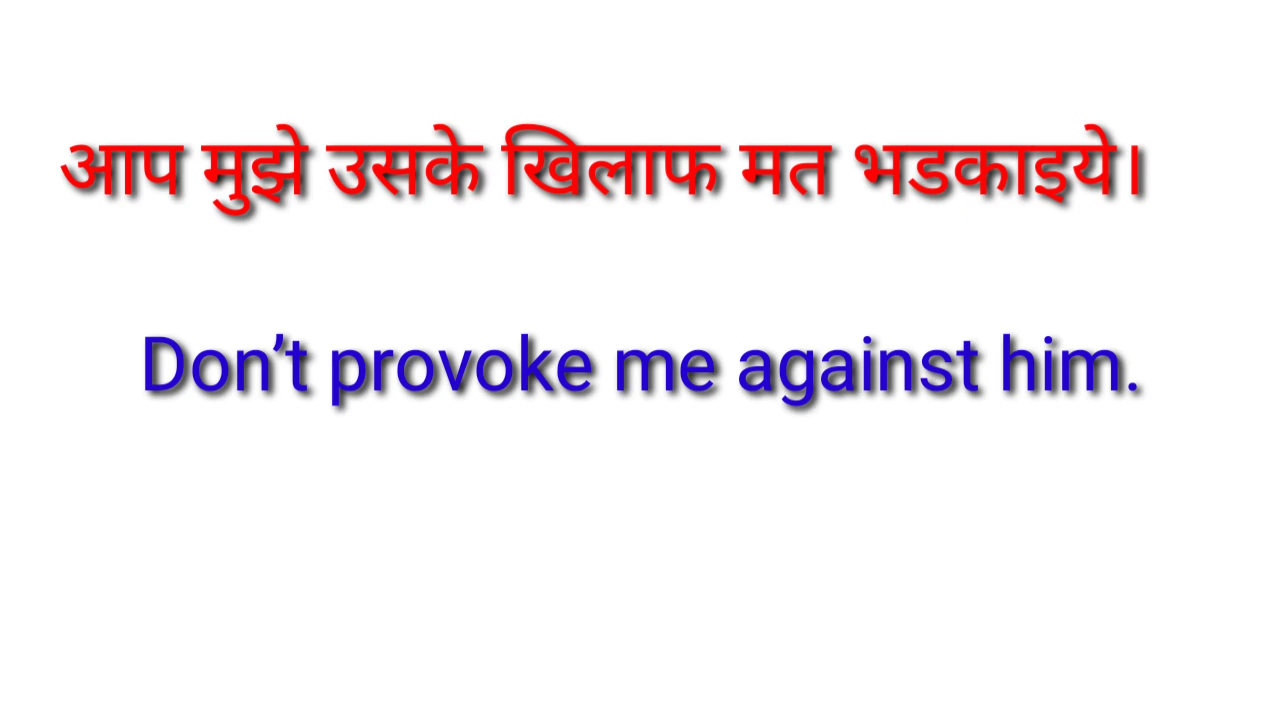 आप मुझे उसके खिलाफ मत भडकाइये।
Don’t provoke me against him.